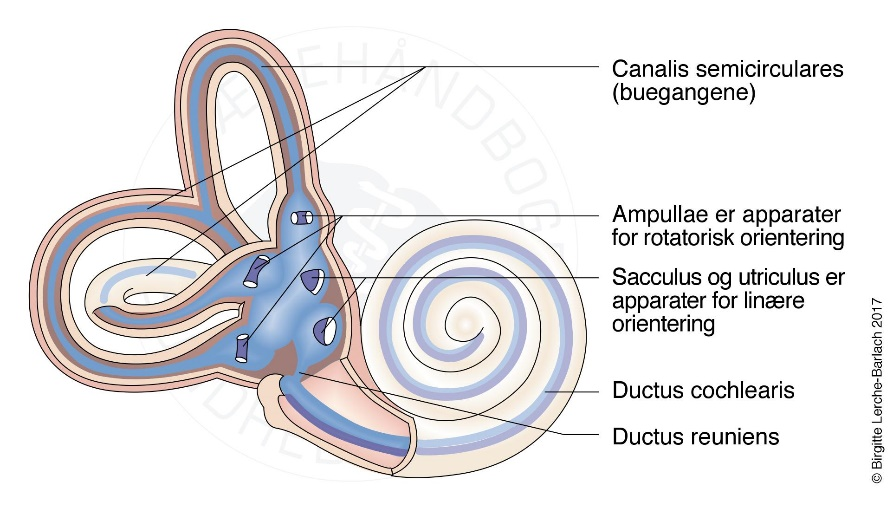 Canalis semicirculares
(buegangene)
Ampullae er apparater
for rotatorisk orientering
Sacculus og utriculus er
apparater for linære
orientering
Ductus cochlearis
Ductus reuniens
© Birgitte Lerche-Barlach 2017